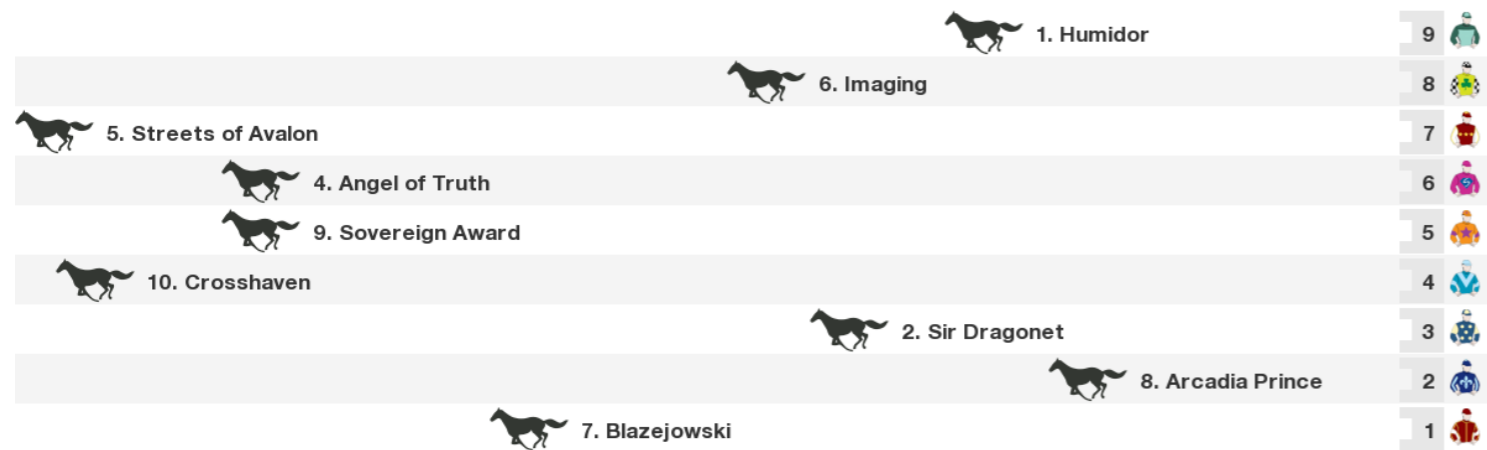 1. Humidor 9
6. Imaging 8
5. Streets of Avalon 7
4. Angel of Truth 6
9. Sovereign Award 5
10. Crosshaven 4
2. Sir Dragonet 3
8. Arcadia Prince 2
7. Blazejowski 1